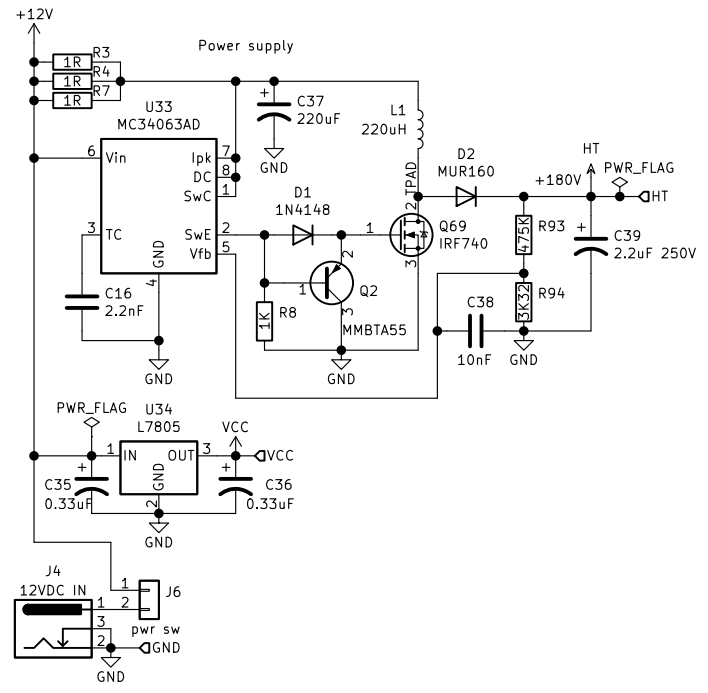 +12V
Power supply
R3
1R
R4
1R
R7
1R
U33
MC34063AD
6 Vin
Ipk 7
DC 8
SwC 1
3 TC
SwE 2
Vfb 5
GND
4
C37
220uF
GND
L1
220uH
TPAD
D2
MUR160
HT
PWR_FLAG
+180V
HT
D1
1N4148
1
2
3
Q69
IRF740
R93
475K
C39
2.2uF 250V
1
2
3
Q2
MMBTA55
R8
1K
R94
3K32
C38
10nF
GND
C16
2.2nF
GND
GND
PWR_FLAG
U34
L7805
VCC
1 IN
OUT 3
VCC
GND
2
C35
0.33uF
C36
0.33uF
GND
J4
12VDC IN
1
2
J6
pwr sw
1
3
2
GND
GND